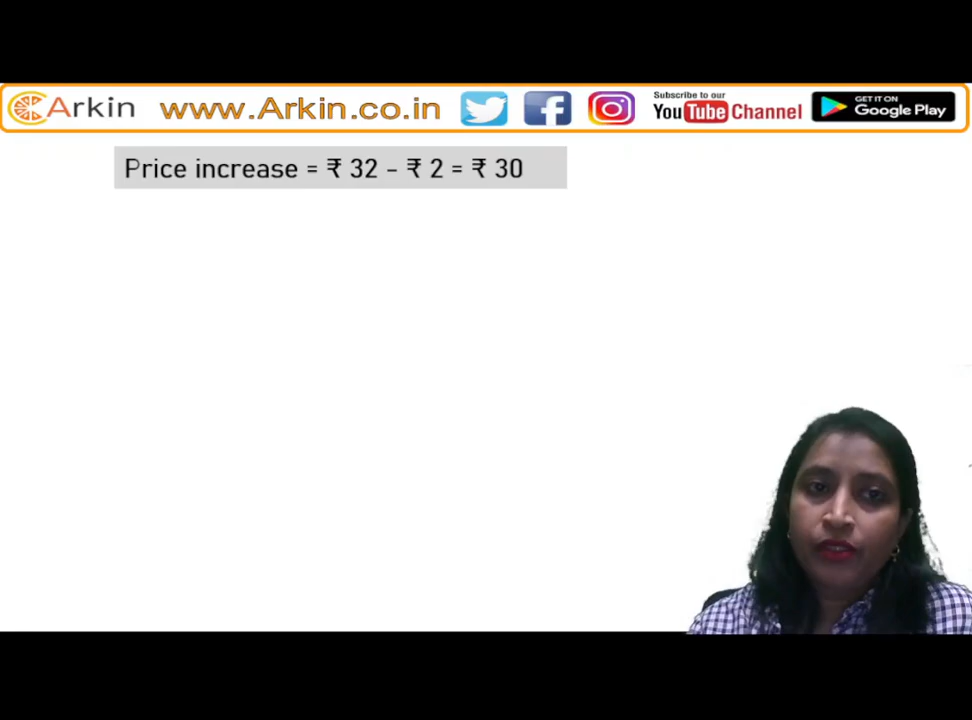 Arkin
www.Arkin.co.in
Subscribe to our
YouTube Channel
GET IT ON
Google Play
Price increase = ₹ 32 - ₹ 2 = ₹ 30